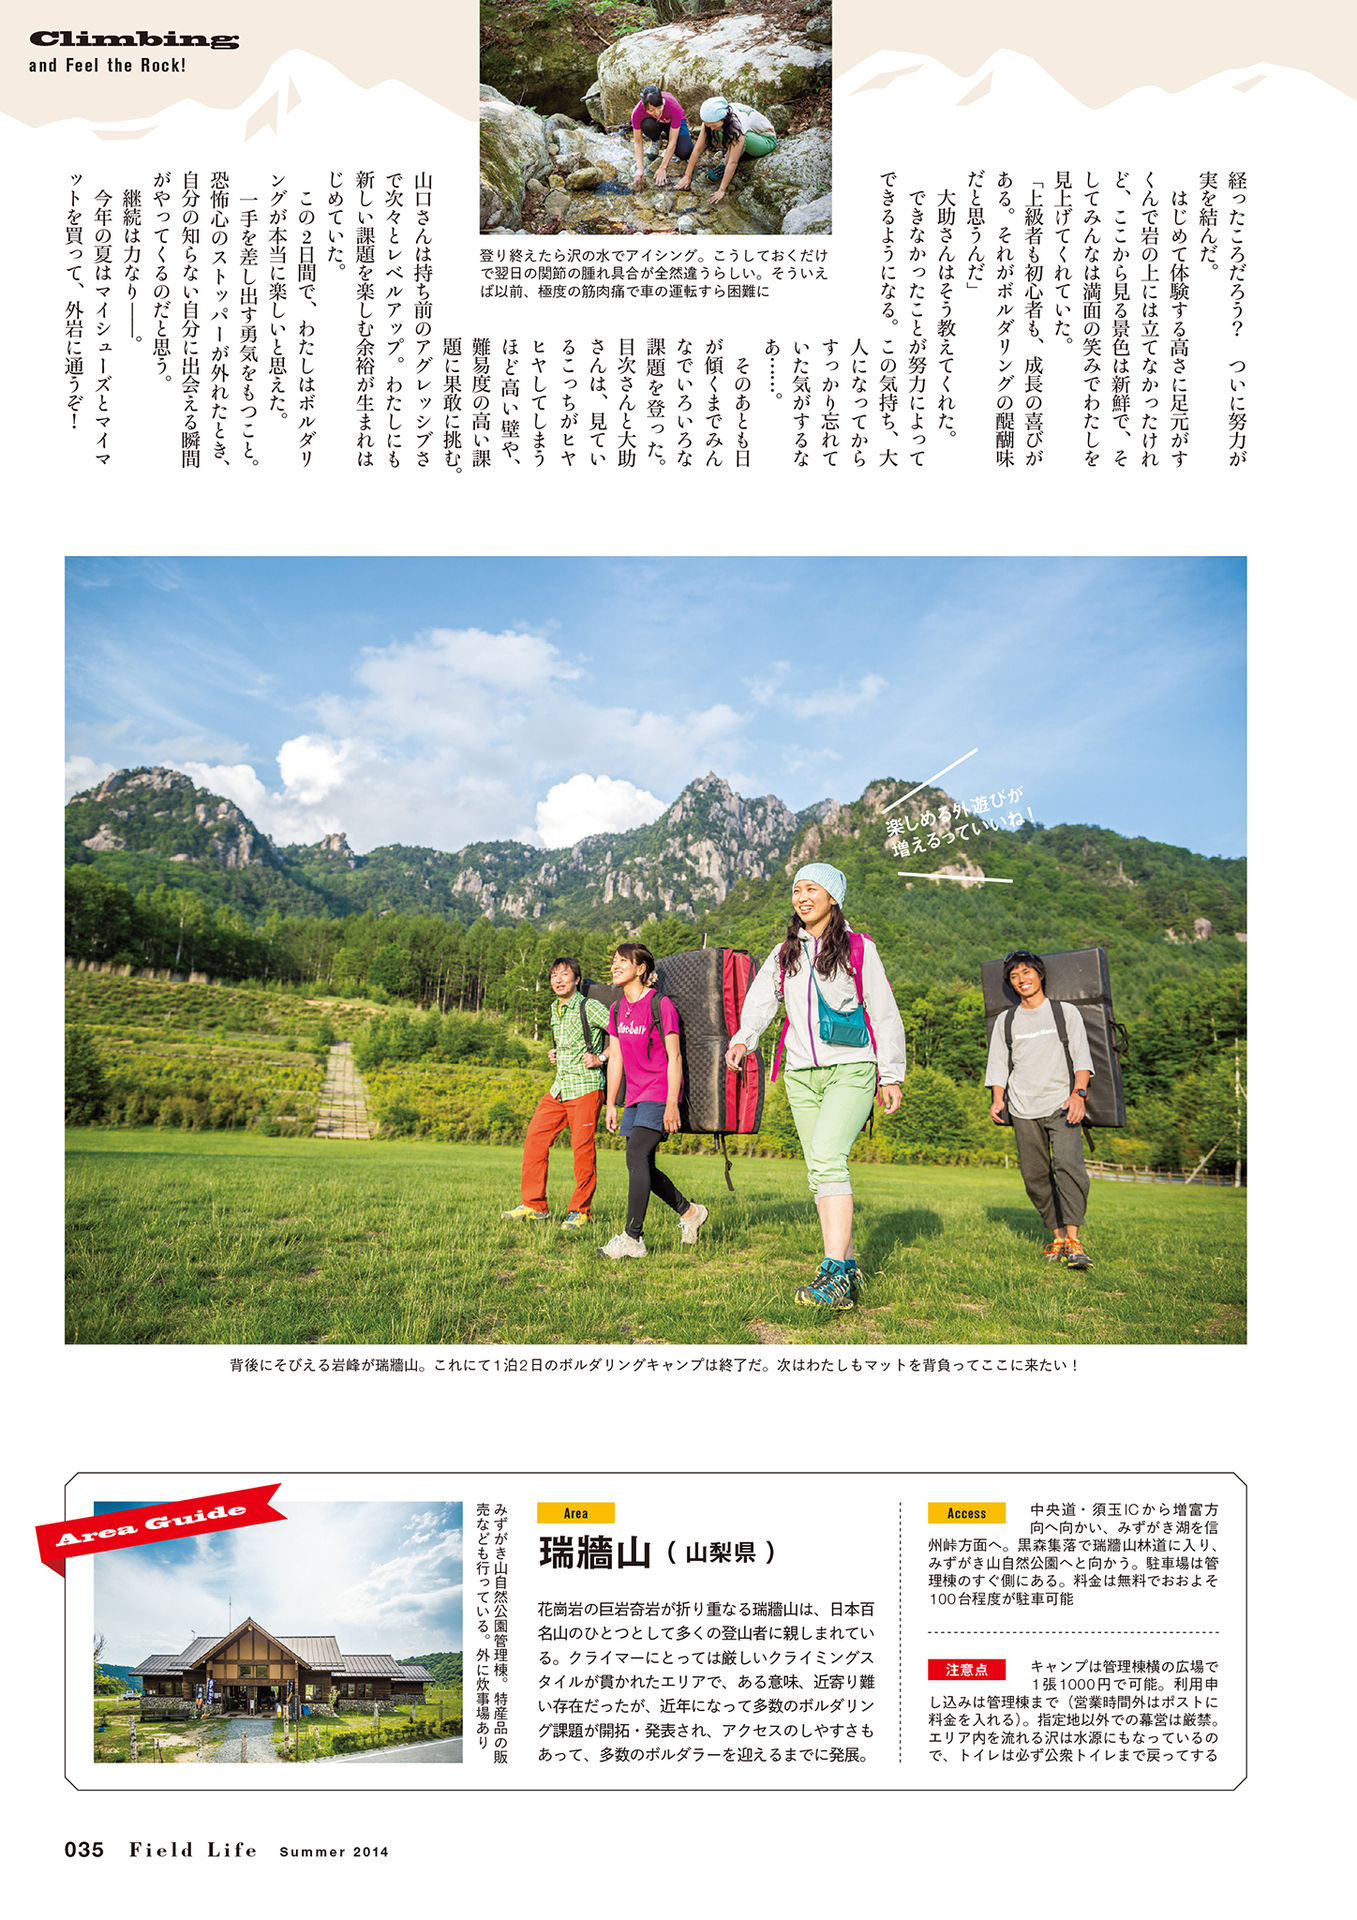 Climbing
and Feel the Rock!
経ったころだろう？　ついに努力が
実を結んだ。
　はじめて体験する高さに足元がす
くんで岩の上には立てなかったけれ
ど、ここから見る景色は新鮮で、そ
してみんなは満面の笑みでわたしを
見上げてくれていた。
「上級者も初心者も、成長の喜びが
ある。それがボルダリングの醍醐味
だと思うんだ」
　大助さんはそう教えてくれた。
　できなかったことが努力によって
できるようになる。この気持ち、大
人になってから
すっかり忘れて
いた気がするな
あ……。
　そのあとも日
が傾くまでみん
なでいろいろな
課題を登った。
目次さんと大助
さんは、見てい
るこっちがヒヤ
ヒヤしてしまう
ほど高い壁や、
難易度の高い課
題に果敢に挑む。
山口さんは持ち前のアグレッシブさ
で次々とレベルアップ。わたしにも
新しい課題を楽しむ余裕が生まれは
じめていた。
　この2日間で、わたしはボルダリ
ングが本当に楽しいと思えた。
　一手を差し出す勇気をもつこと。
恐怖心のストッパーが外れたとき、
自分の知らない自分に出会える瞬間
がやってくるのだと思う。
　継続は力なり——。
　今年の夏はマイシューズとマイマ
ットを買って、外岩に通うぞ！
登り終えたら沢の水でアイシング。こうしておくだけ
で翌日の関節の腫れ具合が全然違うらしい。そういえ
ば以前、極度の筋肉痛で車の運転すら困難に
楽しめる外遊びが
増えるっていいね！
背後にそびえる岩峰が瑞牆山。これにて1泊2日のボルダリングキャンプは終了だ。次はわたしもマットを背負ってここに来たい！
Area Guide
みずがき山自然公園管理棟。特産品の販
売なども行っている。外に炊事場あり
Area
瑞牆山（山梨県）
花崗岩の巨岩奇岩が折り重なる瑞牆山は、日本百
名山のひとつとして多くの登山者に親しまれてい
る。クライマーにとっては厳しいクライミングス
タイルが貫かれたエリアで、ある意味、近寄り難
い存在だったが、近年になって多数のボルダリン
グ課題が開拓・発表され、アクセスのしやすさも
あって、多数のボルダラーを迎えるまでに発展。
Access
中央道・須玉ICから増富方
向へ向かい、みずがき湖を信
州峠方面へ。黒森集落で瑞牆山林道に入り、
みずがき山自然公園へと向かう。駐車場は管
理棟のすぐ側にある。料金は無料でおおよそ
100台程度が駐車可能
注意点
キャンプは管理棟横の広場で
1張1000円で可能。利用申
し込みは管理棟まで（営業時間外はポストに
料金を入れる）。指定地以外での幕営は厳禁。
エリア内を流れる沢は水源にもなっているの
で、トイレは必ず公衆トイレまで戻ってする
035 Field Life Summer 2014